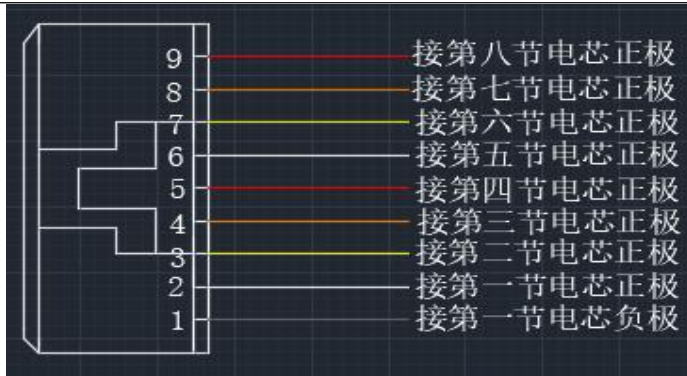 9 接第八节电芯正极
8 接第七节电芯正极
7 接第六节电芯正极
6 接第五节电芯正极
5 接第四节电芯正极
4 接第三节电芯正极
3 接第二节电芯正极
2 接第一节电芯正极
1 接第一节电芯负极